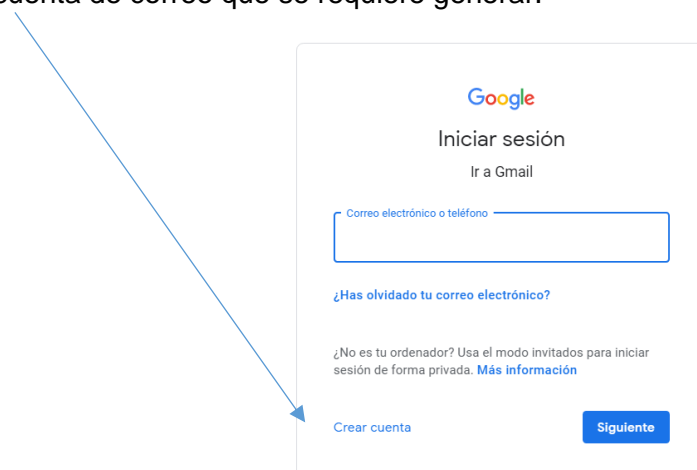 cuenta de correo que se requiere generar.
Google
Iniciar sesión
Ir a Gmail
Correo electrónico o teléfono
¿Has olvidado tu correo electrónico?
¿No es tu ordenador? Usa el modo invitados para iniciar
sesión de forma privada. Más información
Crear cuenta
Siguiente